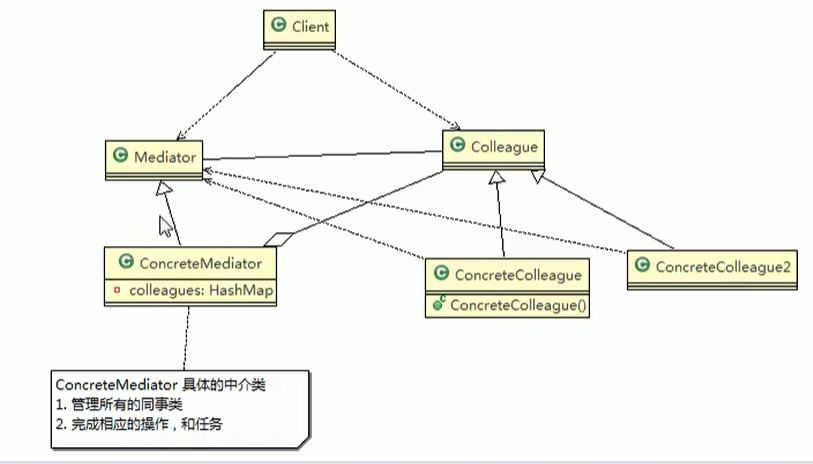 Client
Mediator
Colleague
ConcreteMediator
colleagues: HashMap
ConcreteColleague
ConcreteColleague()
ConcreteColleague2
ConcreteMediator 具体的中介类
1. 管理所有的同事类
2. 完成相应的操作，和任务